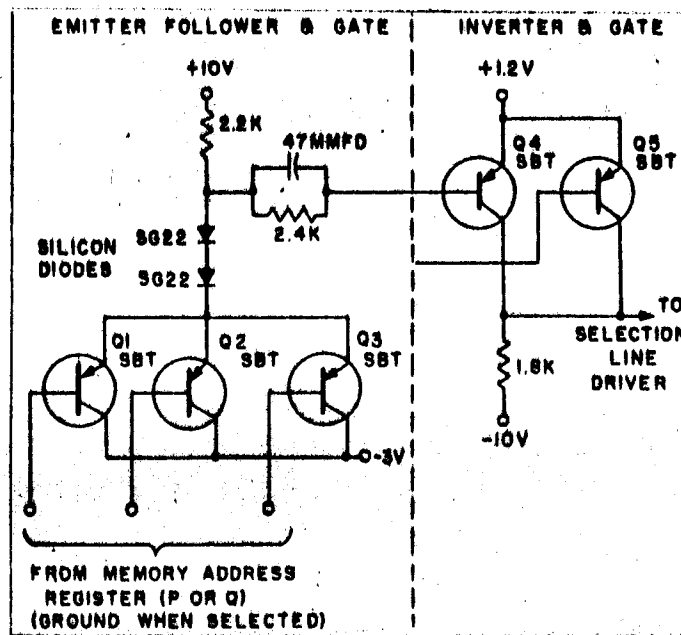 EMITTER FOLLOWER & GATE
INVERTER & GATE
+10V
2.2K
47MMFD
2.4K
SG22
SG22
SILICON
DIODES
Q1
SBT
Q2
SBT
Q3
SBT
-3V
FROM MEMORY ADDRESS
REGISTER (P OR Q)
(GROUND WHEN SELECTED)
+1.2V
Q4
SBT
Q5
SBT
TO
SELECTION
LINE
DRIVER
1.8K
-10V